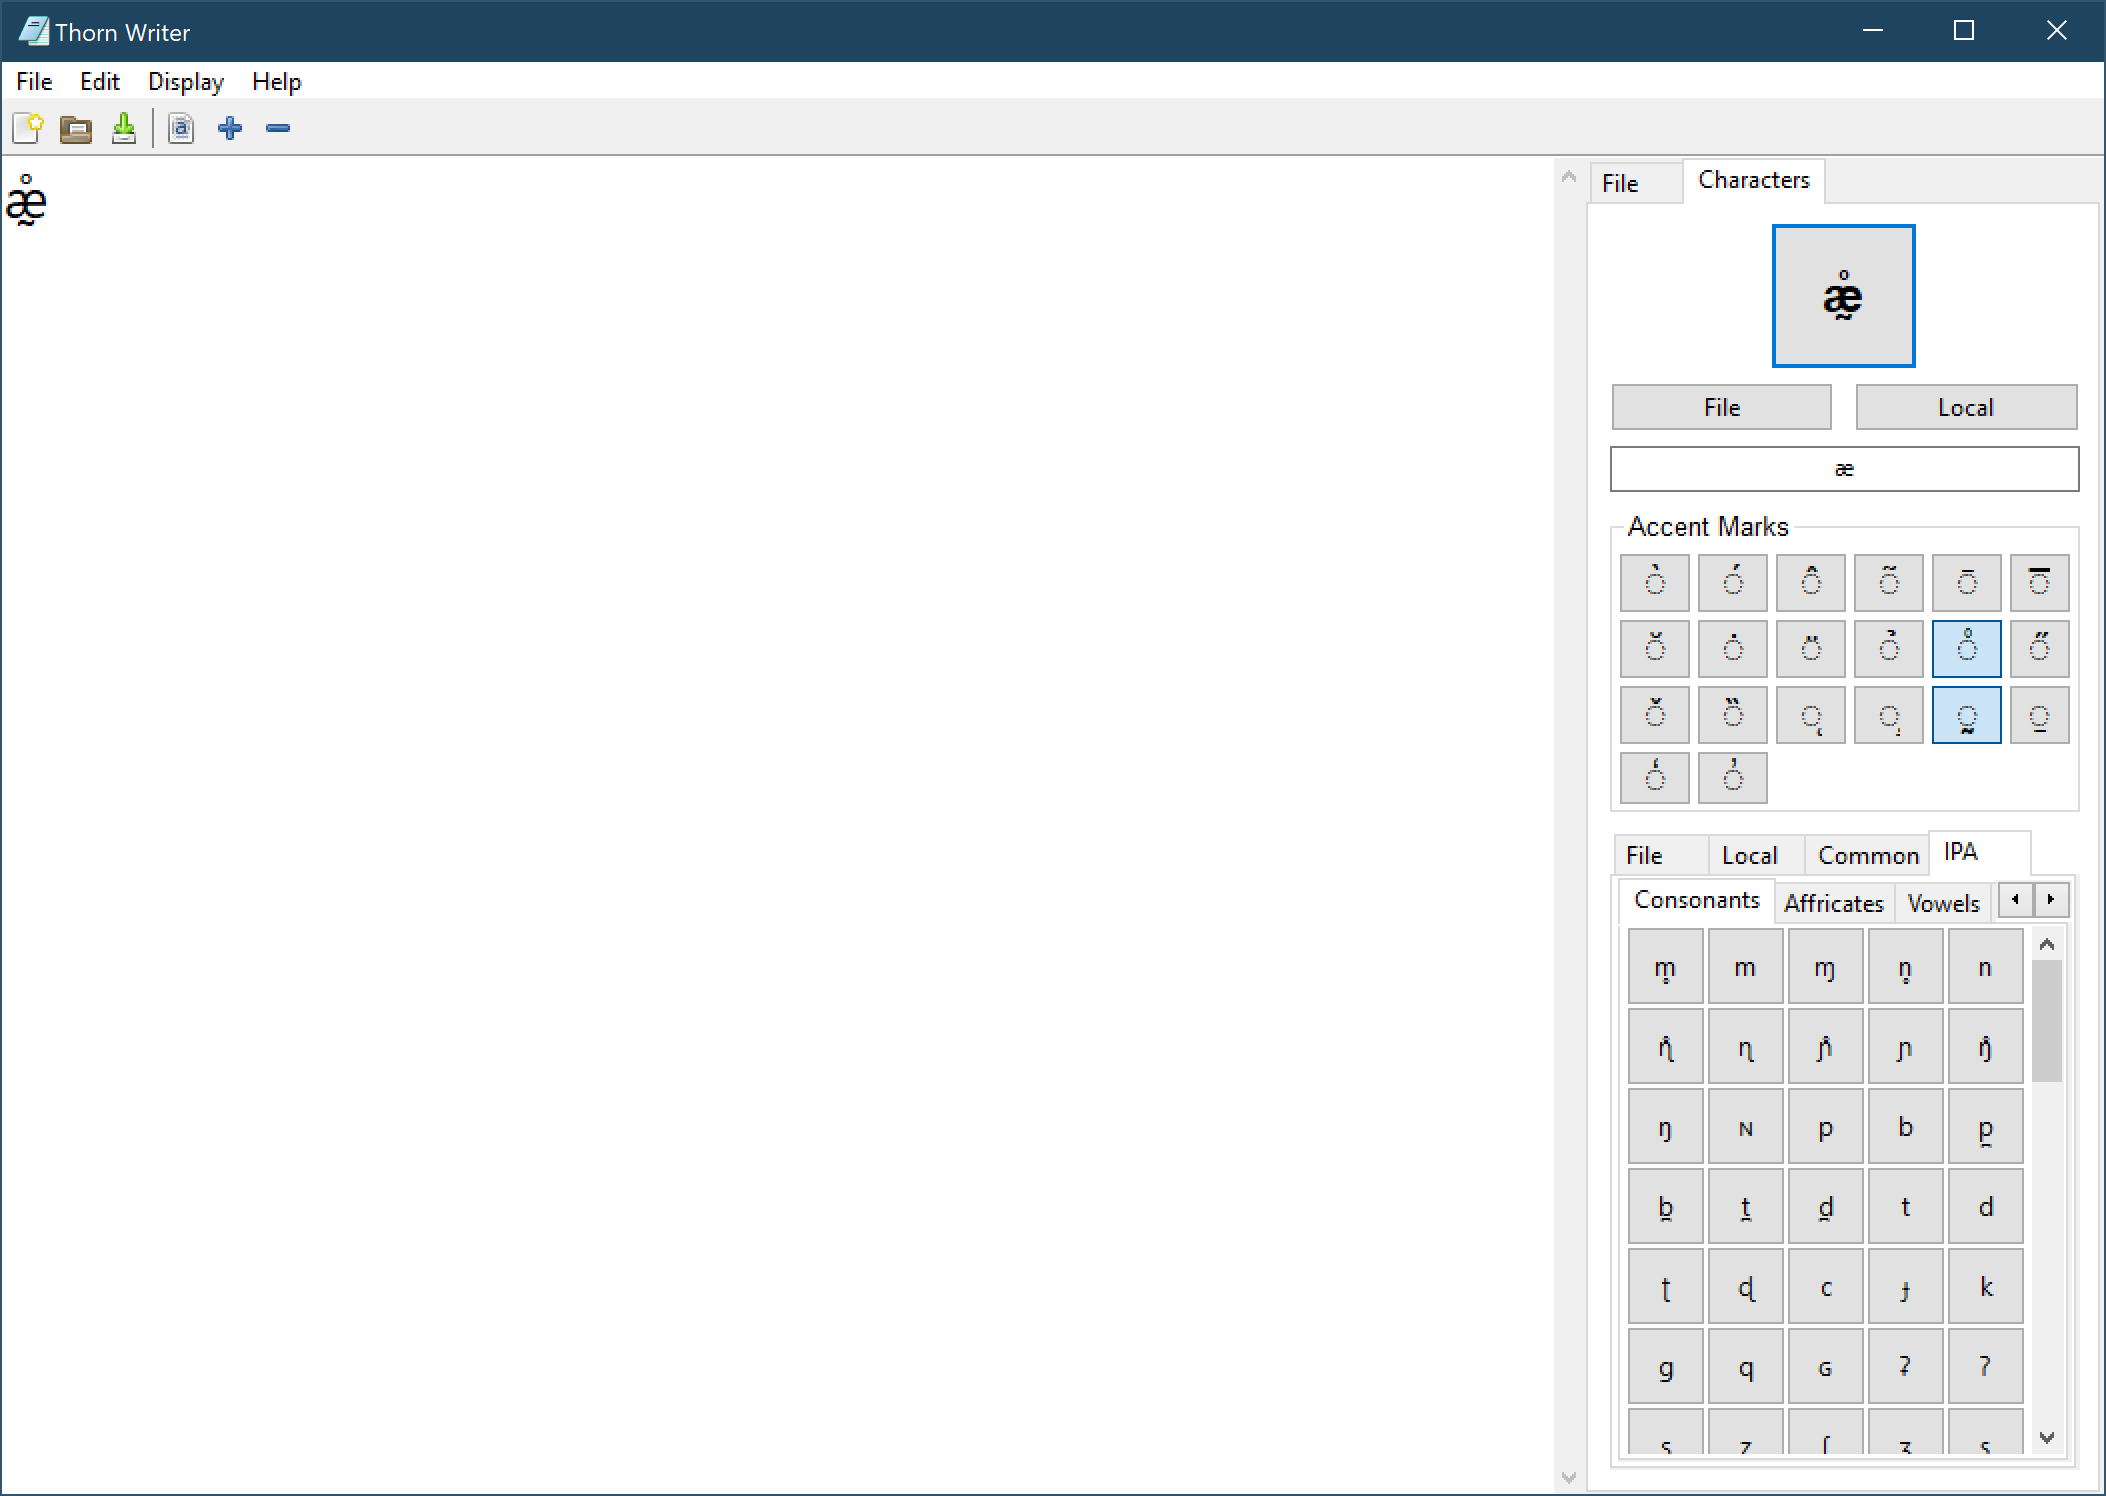 Thorn Writer
File Edit Display Help
æ̰̊
File Characters
æ̰̊
File Local
æ
Accent Marks
◌̀ ◌́ ◌̂ ◌̃ ◌̄ ◌̅
◌̆ ◌̇ ◌̈ ◌̉ ◌̊ ◌̋
◌̌ ◌̏ ◌̨ ◌̡ ◌̰ ◌̱
◌̒́ ◌̓
File Local Common IPA
Consonants Affricates Vowels
m̥ m ɱ n̥ n
ɳ̊ ɳ ɲ̊ ɲ ŋ̊
ŋ ɴ p b p̪
b̪ t̪ d̪ t d
ʈ ɖ c ɟ k
ɡ q ɢ ʡ ʔ
s z ʃ ʒ